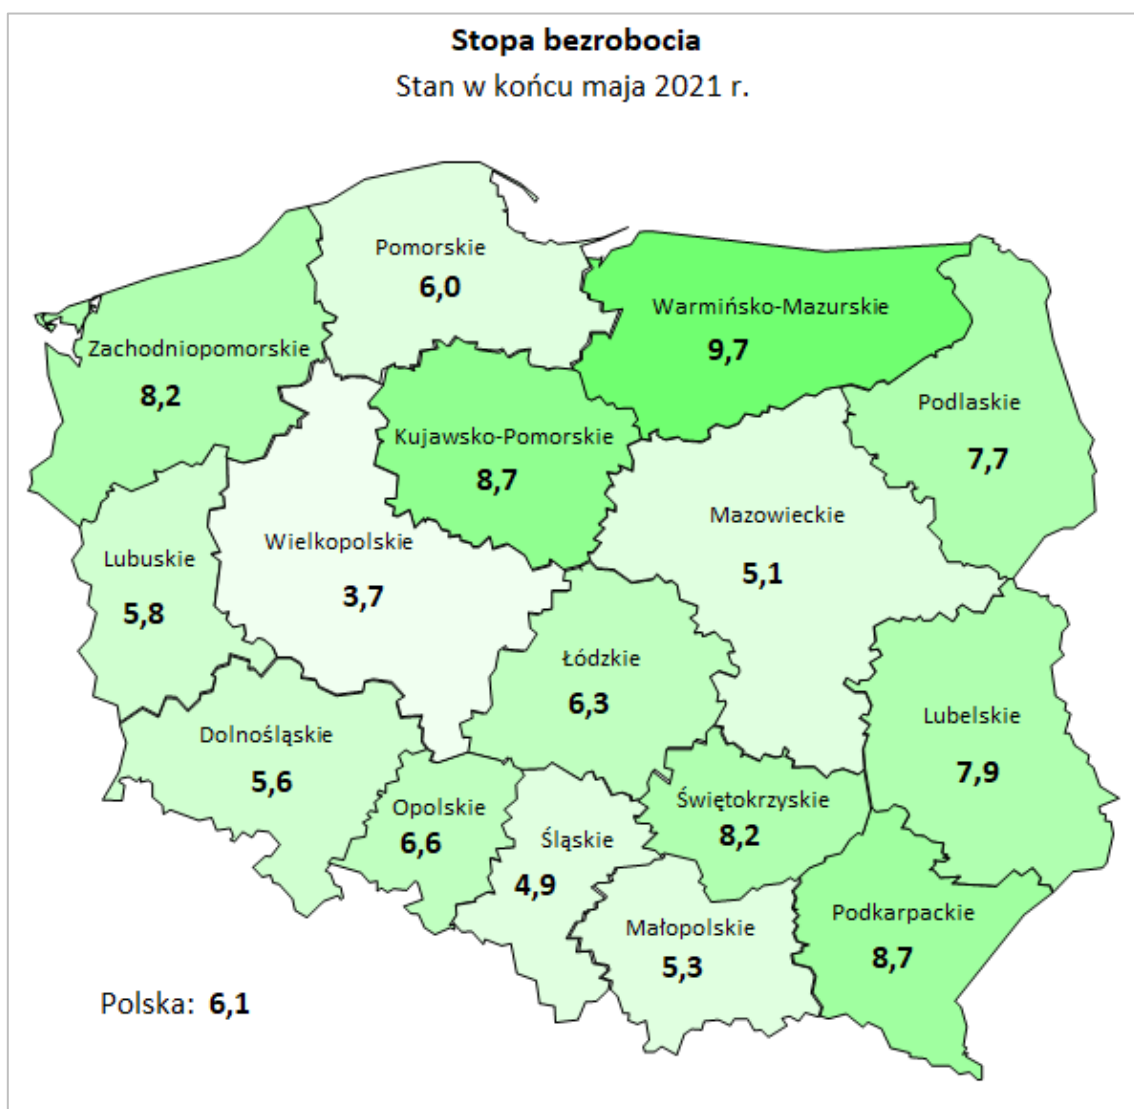 Stopa bezrobocia
Stan w końcu maja 2021 r.
Pomorskie
6,0
Warmińsko-Mazurskie
9,7
Zachodniopomorskie
8,2
Podlaskie
7,7
Kujawsko-Pomorskie
8,7
Mazowieckie
5,1
Wielkopolskie
3,7
Lubuskie
5,8
Łódzkie
6,3
Lubelskie
7,9
Dolnośląskie
5,6
Opolskie
6,6
Śląskie
4,9
Świętokrzyskie
8,2
Małopolskie
5,3
Podkarpackie
8,7
Polska: 6,1